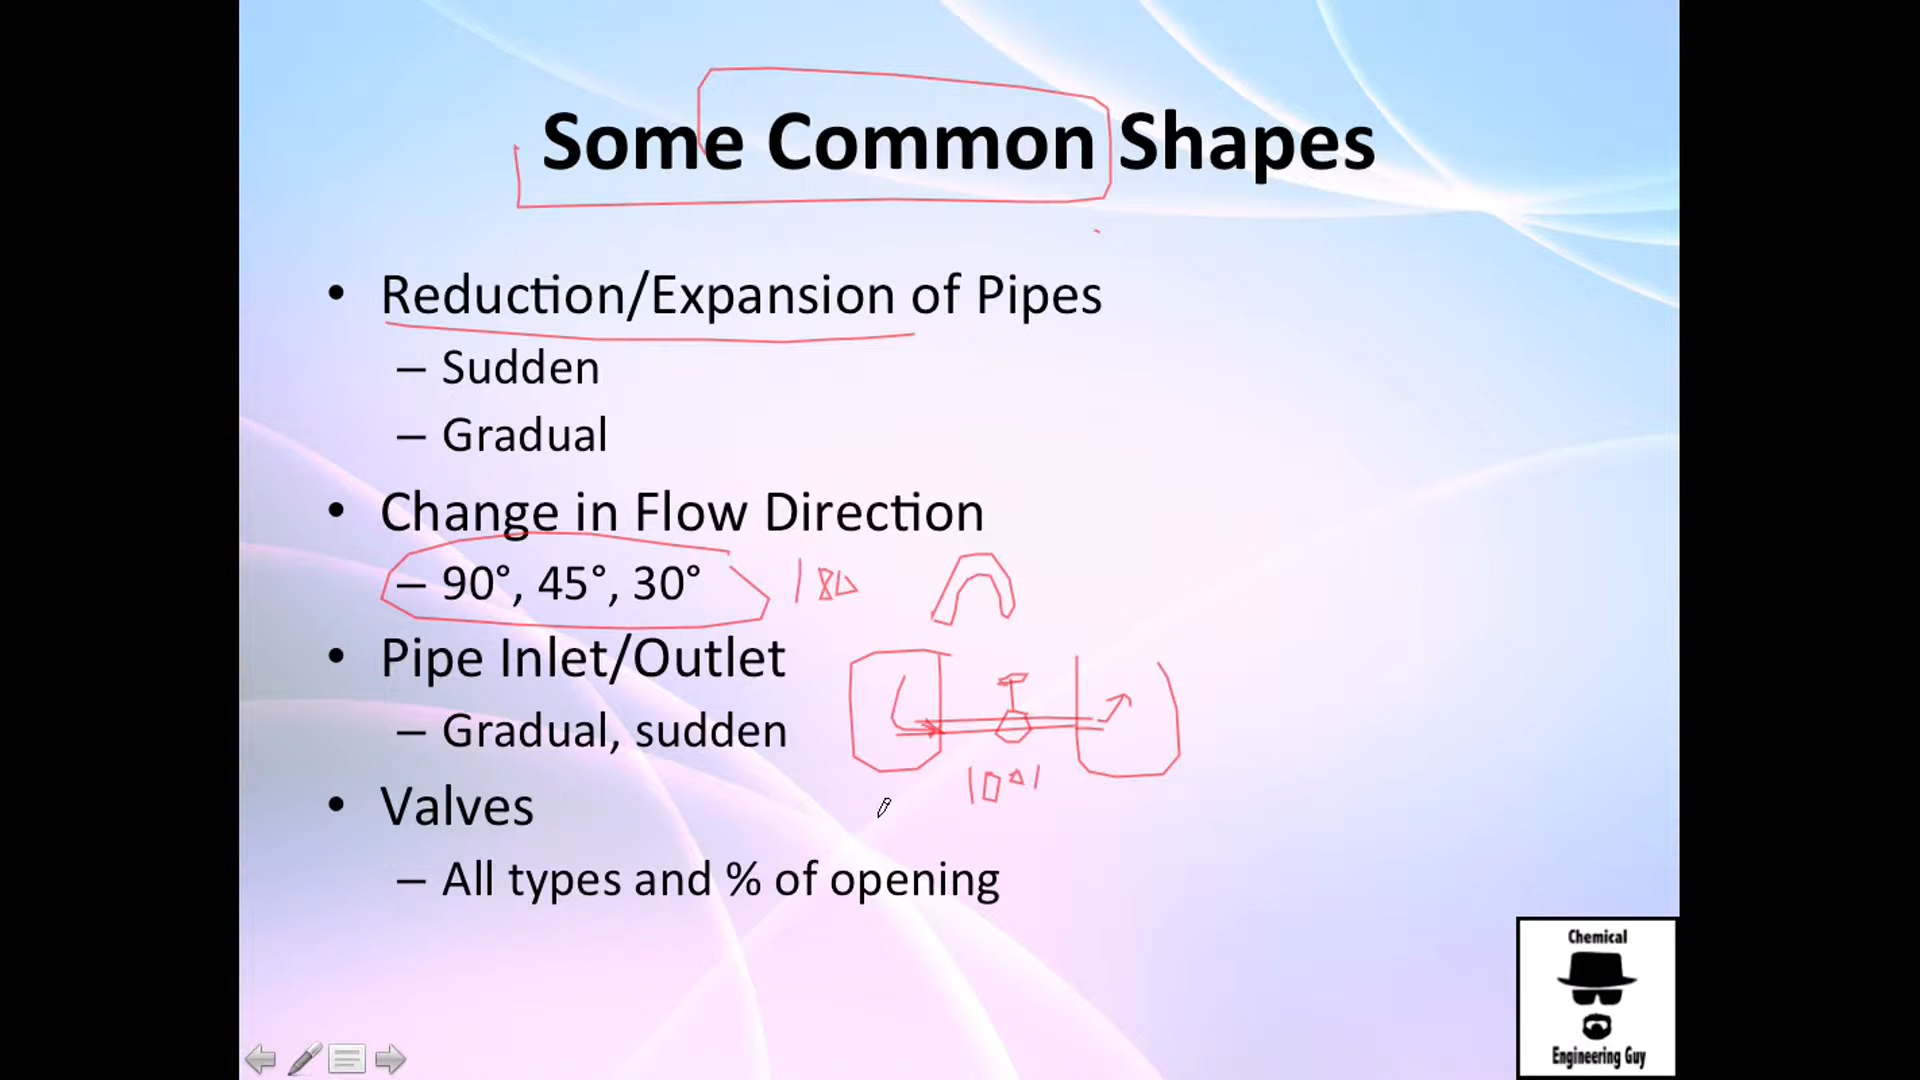 Some Common Shapes
• Reduction/Expansion of Pipes
– Sudden
– Gradual
• Change in Flow Direction
– 90°, 45°, 30° 180
• Pipe Inlet/Outlet
– Gradual, sudden
• Valves
– All types and % of opening
Chemical
Engineering Guy